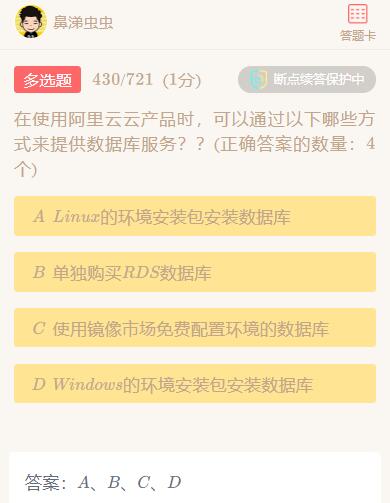 鼻涕虫虫
答题卡
多选题 430/721 (1分) 断点续答保护中
在使用阿里云云产品时，可以通过以下哪些方
式来提供数据库服务？？(正确答案的数量：4
个)
A Linux的环境安装包安装数据库
B 单独购买RDS数据库
C 使用镜像市场免费配置环境的数据库
D Windows的环境安装包安装数据库
答案：A、B、C、D